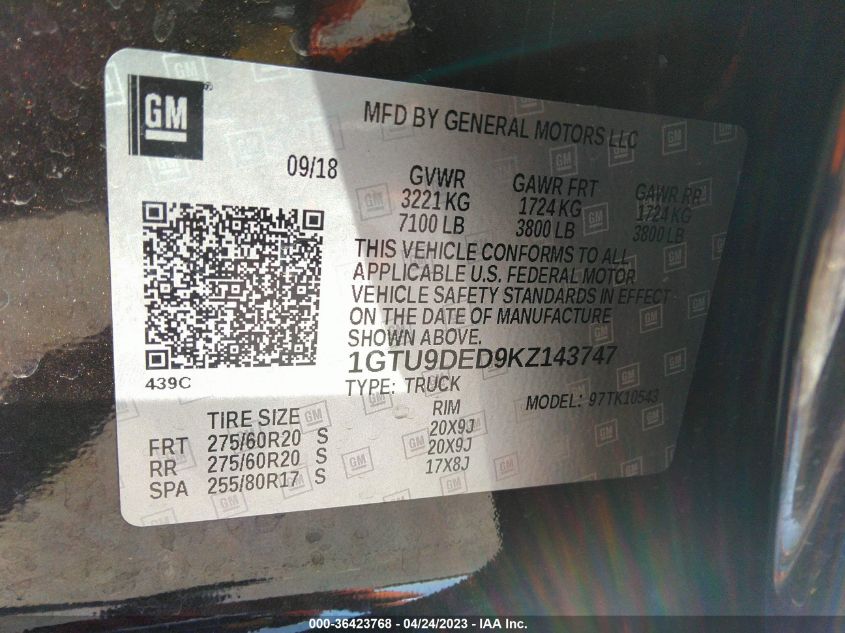 GM
MFD BY GENERAL MOTORS LLC
09/18
GVWR GAWR FRT GAWR RR
3221 KG 1724 KG 1724 KG
7100 LB 3800 LB 3800 LB
THIS VEHICLE CONFORMS TO ALL
APPLICABLE U.S. FEDERAL MOTOR
VEHICLE SAFETY STANDARDS IN EFFECT
ON THE DATE OF MANUFACTURE
SHOWN ABOVE.
1GTU9DED9KZ143747
439C
TYPE: TRUCK
MODEL: 97TK10543
TIRE SIZE RIM
FRT 275/60R20 S 20X9J
RR 275/60R20 S 20X9J
SPA 255/80R17 S 17X8J
000-36423768 - 04/24/2023 - IAA Inc.